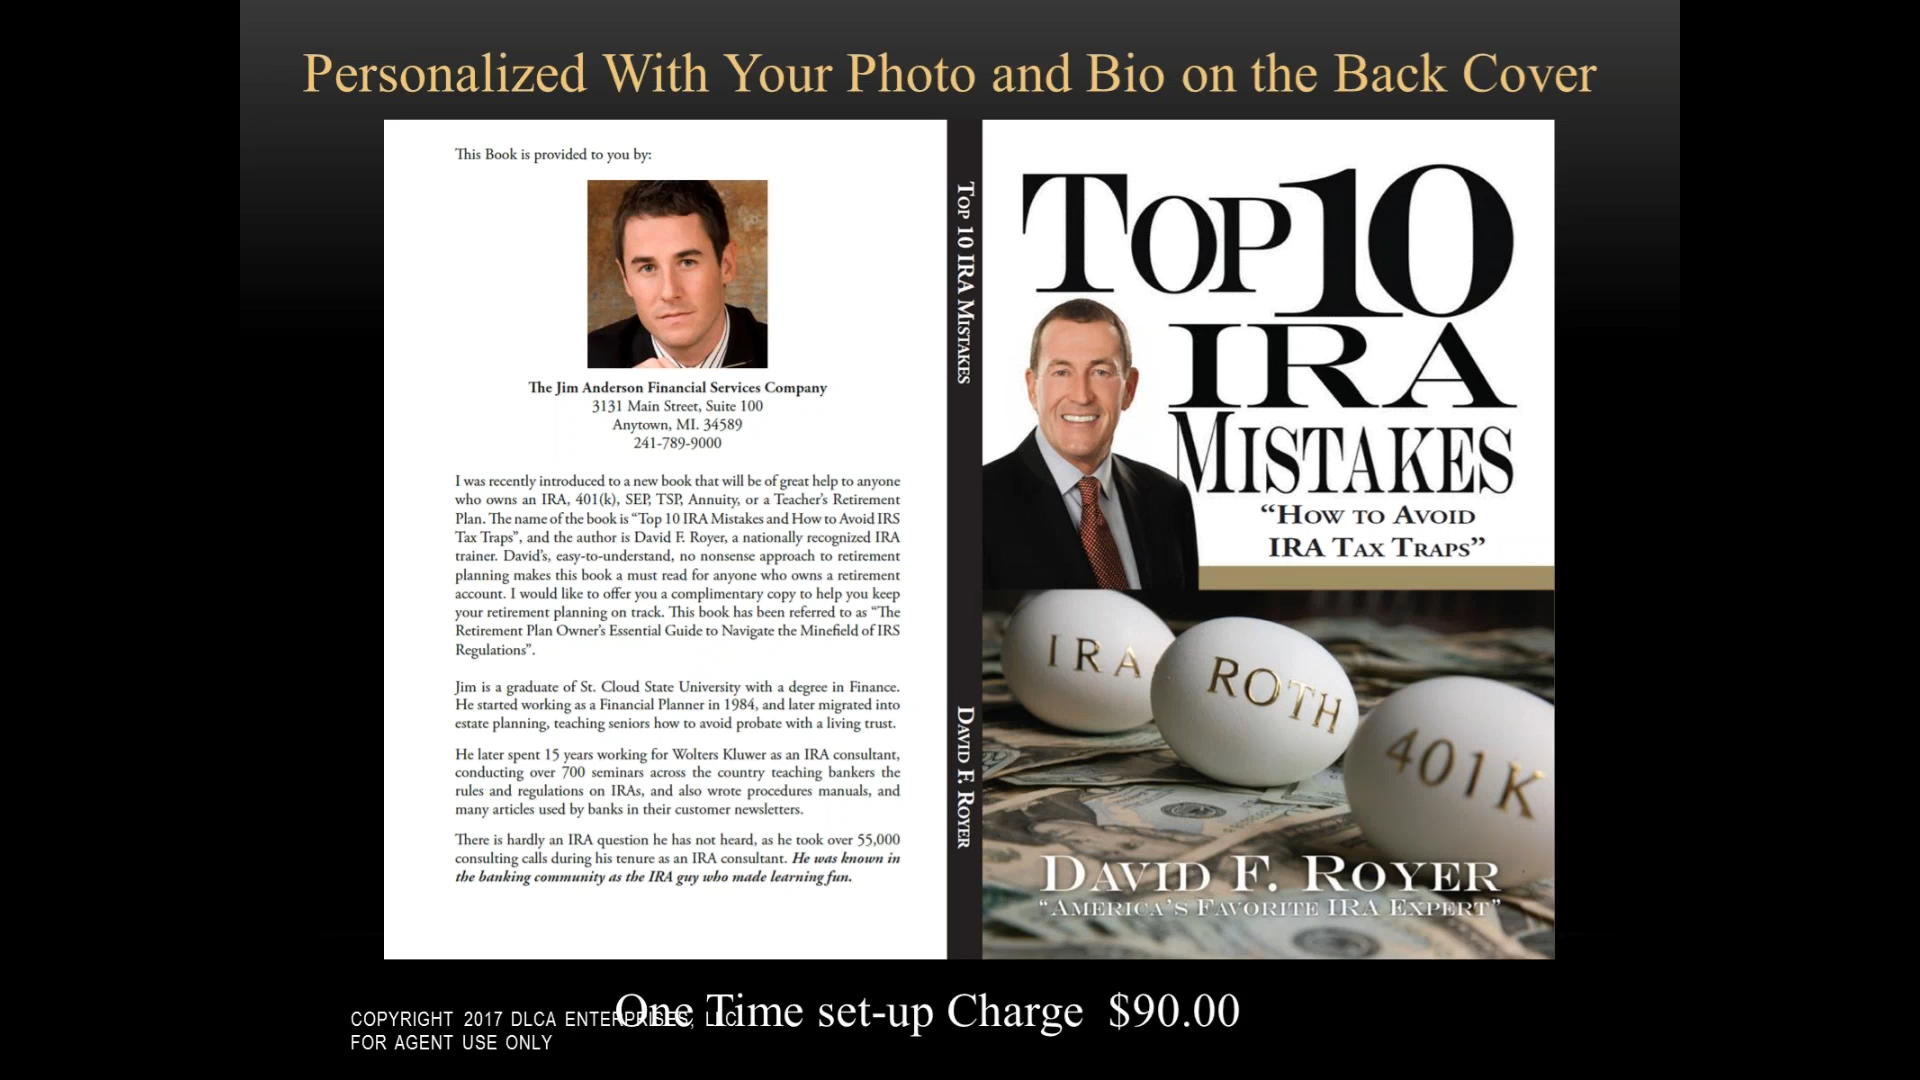 Personalized With Your Photo and Bio on the Back Cover
This Book is provided to you by:
The Jim Anderson Financial Services Company
3131 Main Street, Suite 100
Anytown, MI. 34589
241-789-9000
I was recently introduced to a new book that will be of great help to anyone
who owns an IRA, 401(k), SEP, TSP, Annuity, or a Teacher's Retirement
Plan. The name of the book is “Top 10 IRA Mistakes and How to Avoid IRS
Tax Traps”, and the author is David F. Royer, a nationally recognized IRA
trainer. David's, easy-to-understand, no nonsense approach to retirement
planning makes this book a must read for anyone who owns a retirement
account. I would like to offer you a complimentary copy to help you keep
your retirement planning on track. This book has been referred to as “The
Retirement Plan Owner's Essential Guide to Navigate the Minefield of IRS
Regulations”.
Jim is a graduate of St. Cloud State University with a degree in Finance.
He started working as a Financial Planner in 1984, and later migrated into
estate planning, teaching seniors how to avoid probate with a living trust.
He later spent 15 years working for Wolters Kluwer as an IRA consultant,
conducting over 700 seminars across the country teaching bankers the
rules and regulations on IRAs, and also wrote procedures manuals, and
many articles used by banks in their customer newsletters.
There is hardly an IRA question he has not heard, as he took over 55,000
consulting calls during his tenure as an IRA consultant. He was known in
the banking community as the IRA guy who made learning fun.
Top 10 IRA Mistakes
David F. Royer
Top 10
IRA
Mistakes
“How to Avoid
IRA Tax Traps”
IRA
ROTH
401K
David F. Royer
“America's Favorite IRA Expert”
One Time set-up Charge $90.00
COPYRIGHT 2017 DLCA ENTERPRISES, LLC
FOR AGENT USE ONLY